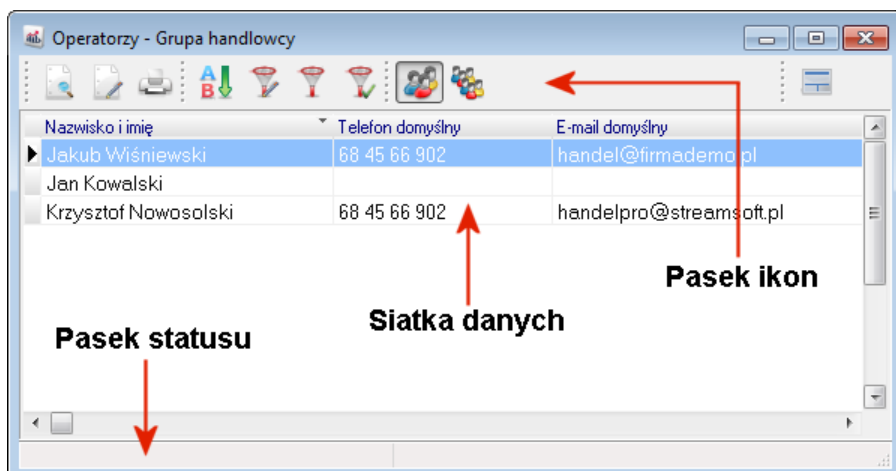 Operatorzy - Grupa handlowcy
Nazwisko i imię Telefon domyślny E-mail domyślny
Jakub Wiśniewski 68 45 66 902 handel@firmademo.pl
Jan Kowalski
Krzysztof Nowosolski 68 45 66 902 handelpro@streamsoft.pl
Pasek ikon
Siatka danych
Pasek statusu